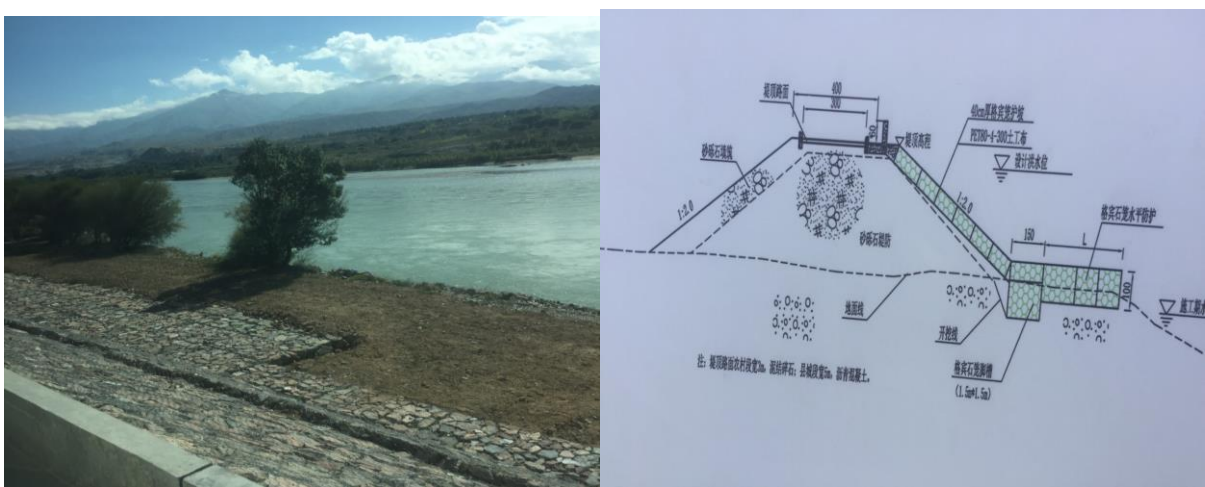 堤顶路面
400
300
50
堤顶高程
40cm厚格宾笼护坡
PET80-4-300土工布
设计洪水位
砂砾石填筑
1:2.0
1:2.0
砂砾石堤防
格宾石笼水平防护
150
L
100
地面线
开挖线
格宾石笼脚槽
(1.5m*1.5m)
注：堤顶路面农村段宽3m，泥结碎石；县城段宽5m，沥青混凝土。